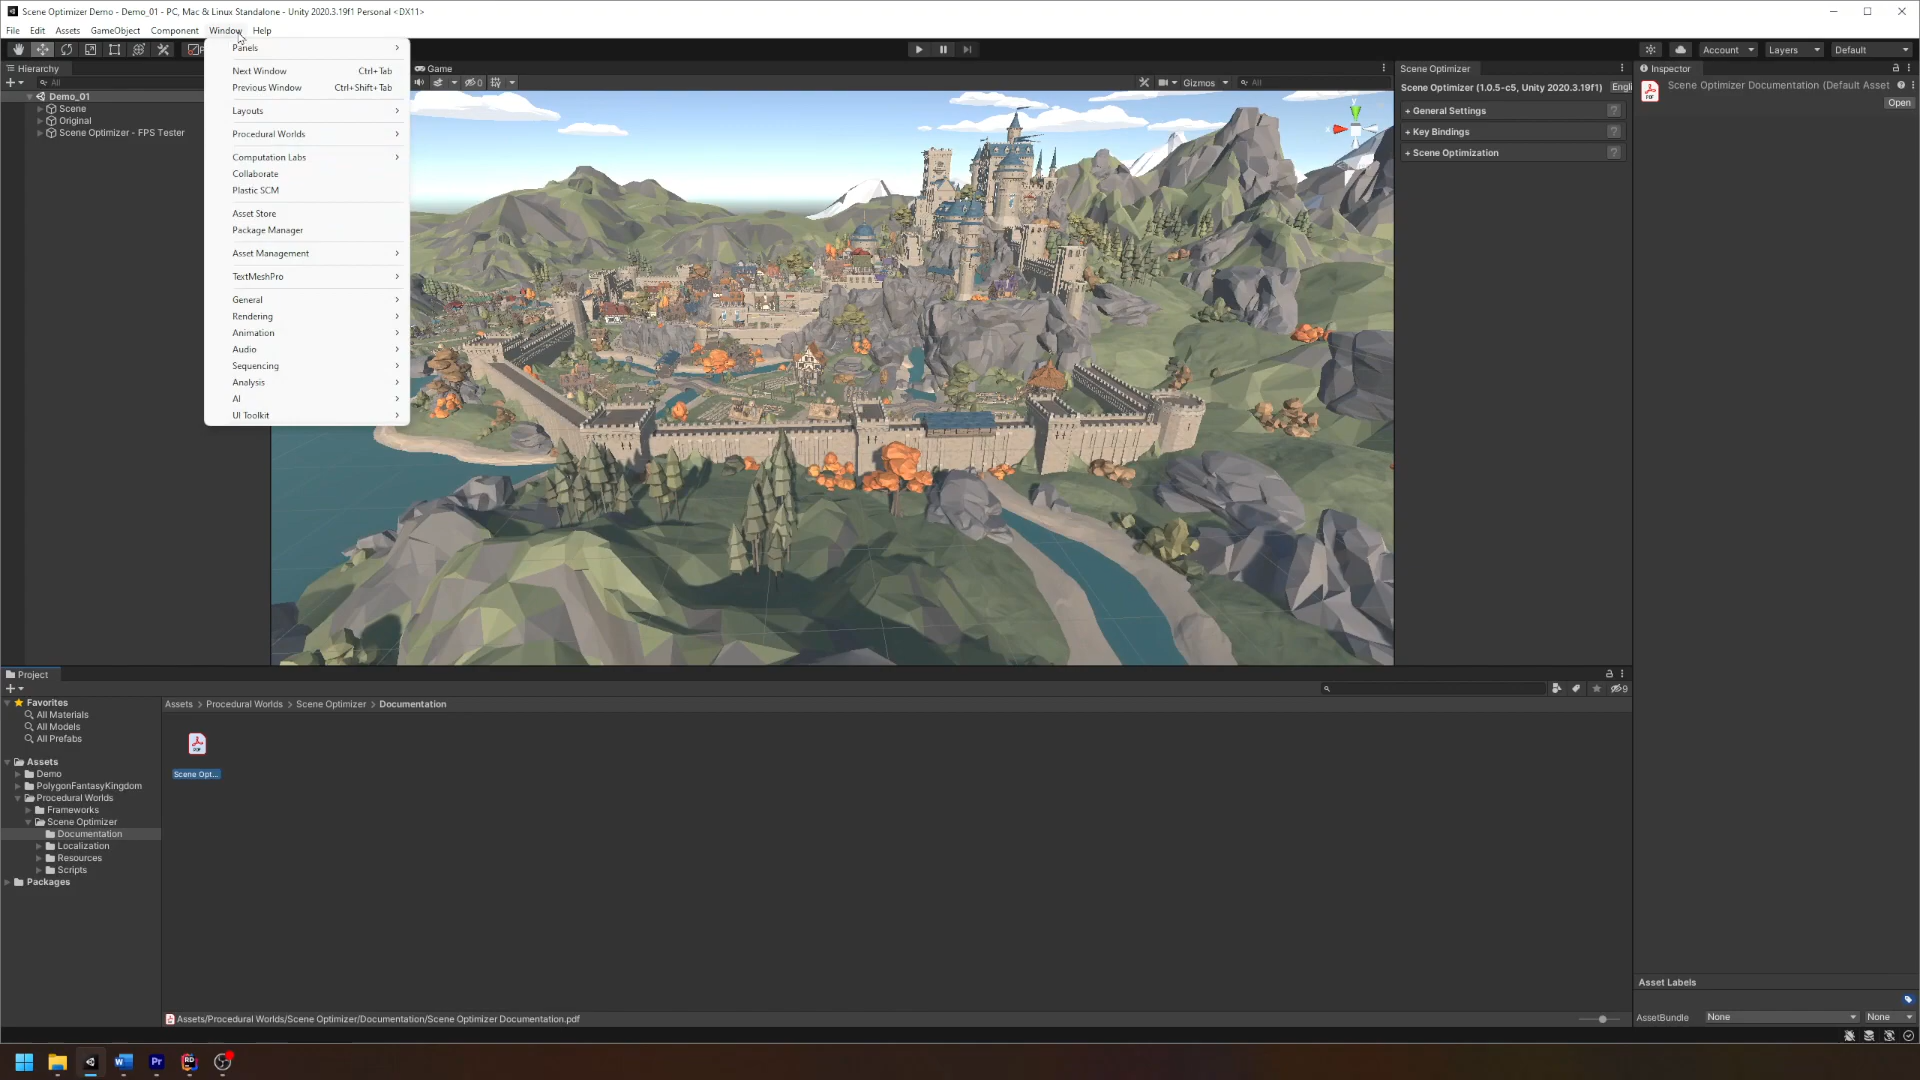 Scene Optimizer Demo - Demo_01 - PC, Mac & Linux Standalone - Unity 2020.3.19f1 Personal <DX11>
File Edit Assets GameObject Component Window Help
Account Layers Default
Hierarchy
All
Demo_01
Scene
Original
Scene Optimizer - FPS Tester
Panels
Next Window Ctrl+Tab
Previous Window Ctrl+Shift+Tab
Layouts
Procedural Worlds
Computation Labs
Collaborate
Plastic SCM
Asset Store
Package Manager
Asset Management
TextMeshPro
General
Rendering
Animation
Audio
Sequencing
Analysis
AI
UI Toolkit
Game
0 Gizmos All
y
Scene Optimizer
Scene Optimizer (1.0.5-c5, Unity 2020.3.19f1) Engli
+ General Settings ?
+ Key Bindings ?
+ Scene Optimization ?
Inspector
Scene Optimizer Documentation (Default Asset
Open
Project
9
Favorites
All Materials
All Models
All Prefabs
Assets
Demo
PolygonFantasyKingdom
Procedural Worlds
Frameworks
Scene Optimizer
Documentation
Localization
Resources
Scripts
Packages
Assets > Procedural Worlds > Scene Optimizer > Documentation
PDF
Scene Opt...
Assets/Procedural Worlds/Scene Optimizer/Documentation/Scene Optimizer Documentation.pdf
Asset Labels
AssetBundle None None
W Pr RD